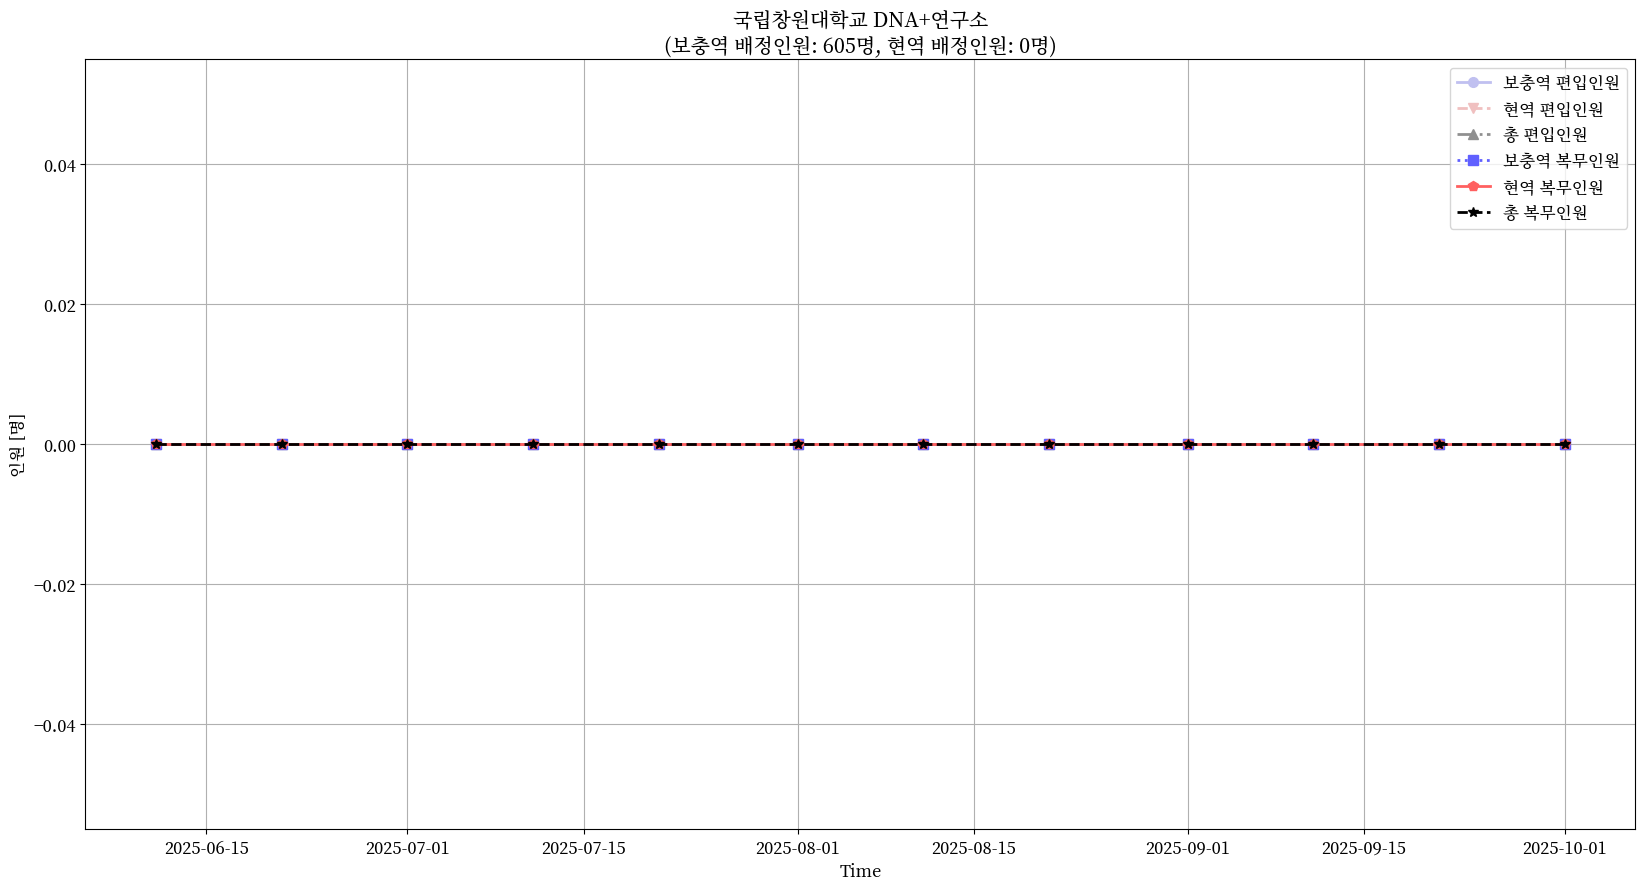 국립창원대학교 DNA+연구소
(보충역 배정인원: 605명, 현역 배정인원: 0명)
보충역 편입인원
현역 편입인원
총 편입인원
보충역 복무인원
현역 복무인원
총 복무인원
0.04
0.02
0.00
−0.02
−0.04
인원 [명]
2025-06-15 2025-07-01 2025-07-15 2025-08-01 2025-08-15 2025-09-01 2025-09-15 2025-10-01
Time